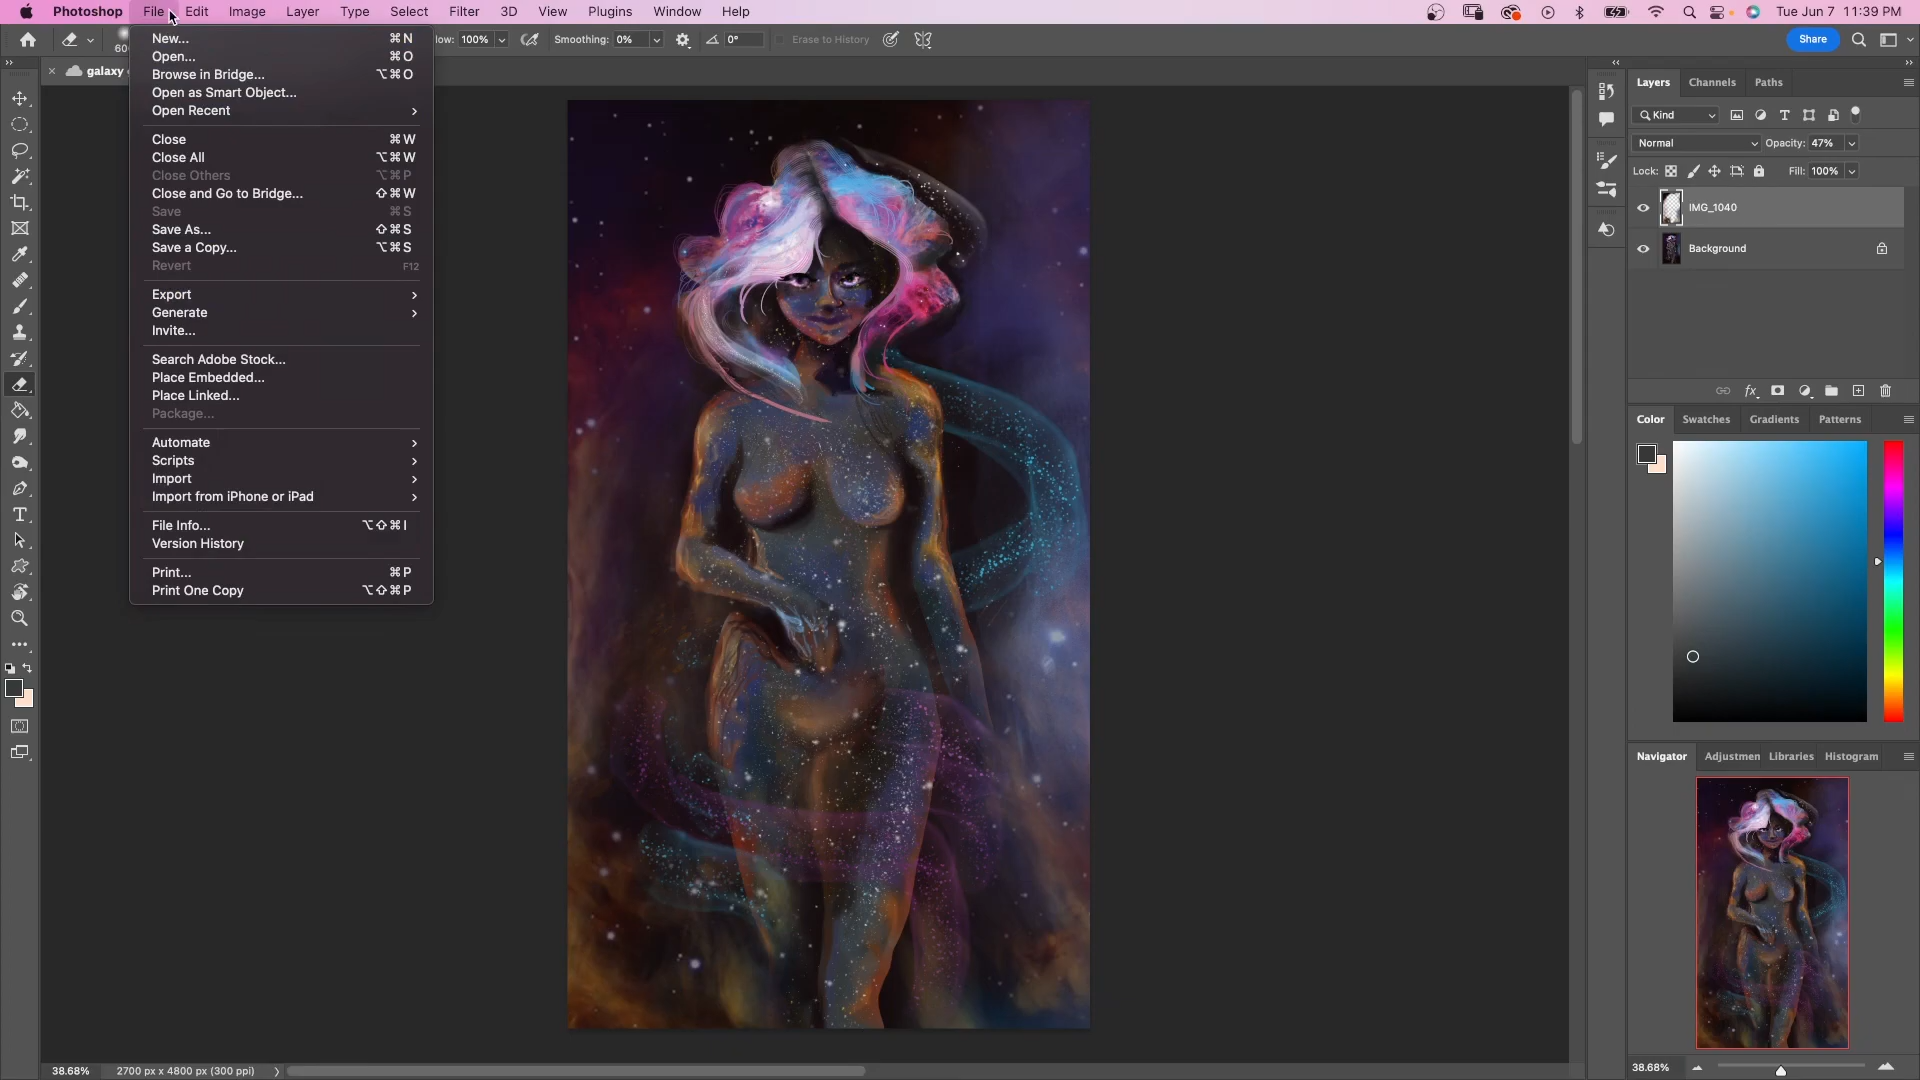 Photoshop File Edit Image Layer Type Select Filter 3D View Plugins Window Help Tue Jun 7 11:39 PM
60 low: 100% Smoothing: 0% 0° Erase to History Share
galaxy
New... ⌘N
Open... ⌘O
Browse in Bridge... ⌥⌘O
Open as Smart Object...
Open Recent
Close ⌘W
Close All ⌥⌘W
Close Others ⌥⌘P
Close and Go to Bridge... ⇧⌘W
Save ⌘S
Save As... ⇧⌘S
Save a Copy... ⌥⌘S
Revert F12
Export
Generate
Invite...
Search Adobe Stock...
Place Embedded...
Place Linked...
Package...
Automate
Scripts
Import
Import from iPhone or iPad
File Info... ⌥⇧⌘I
Version History
Print... ⌘P
Print One Copy ⌥⇧⌘P
Layers Channels Paths
Kind
Normal Opacity: 47%
Lock: Fill: 100%
IMG_1040
Background
fx
Color Swatches Gradients Patterns
Navigator Adjustmen Libraries Histogram
38.68%
38.68% 2700 px x 4800 px (300 ppi)